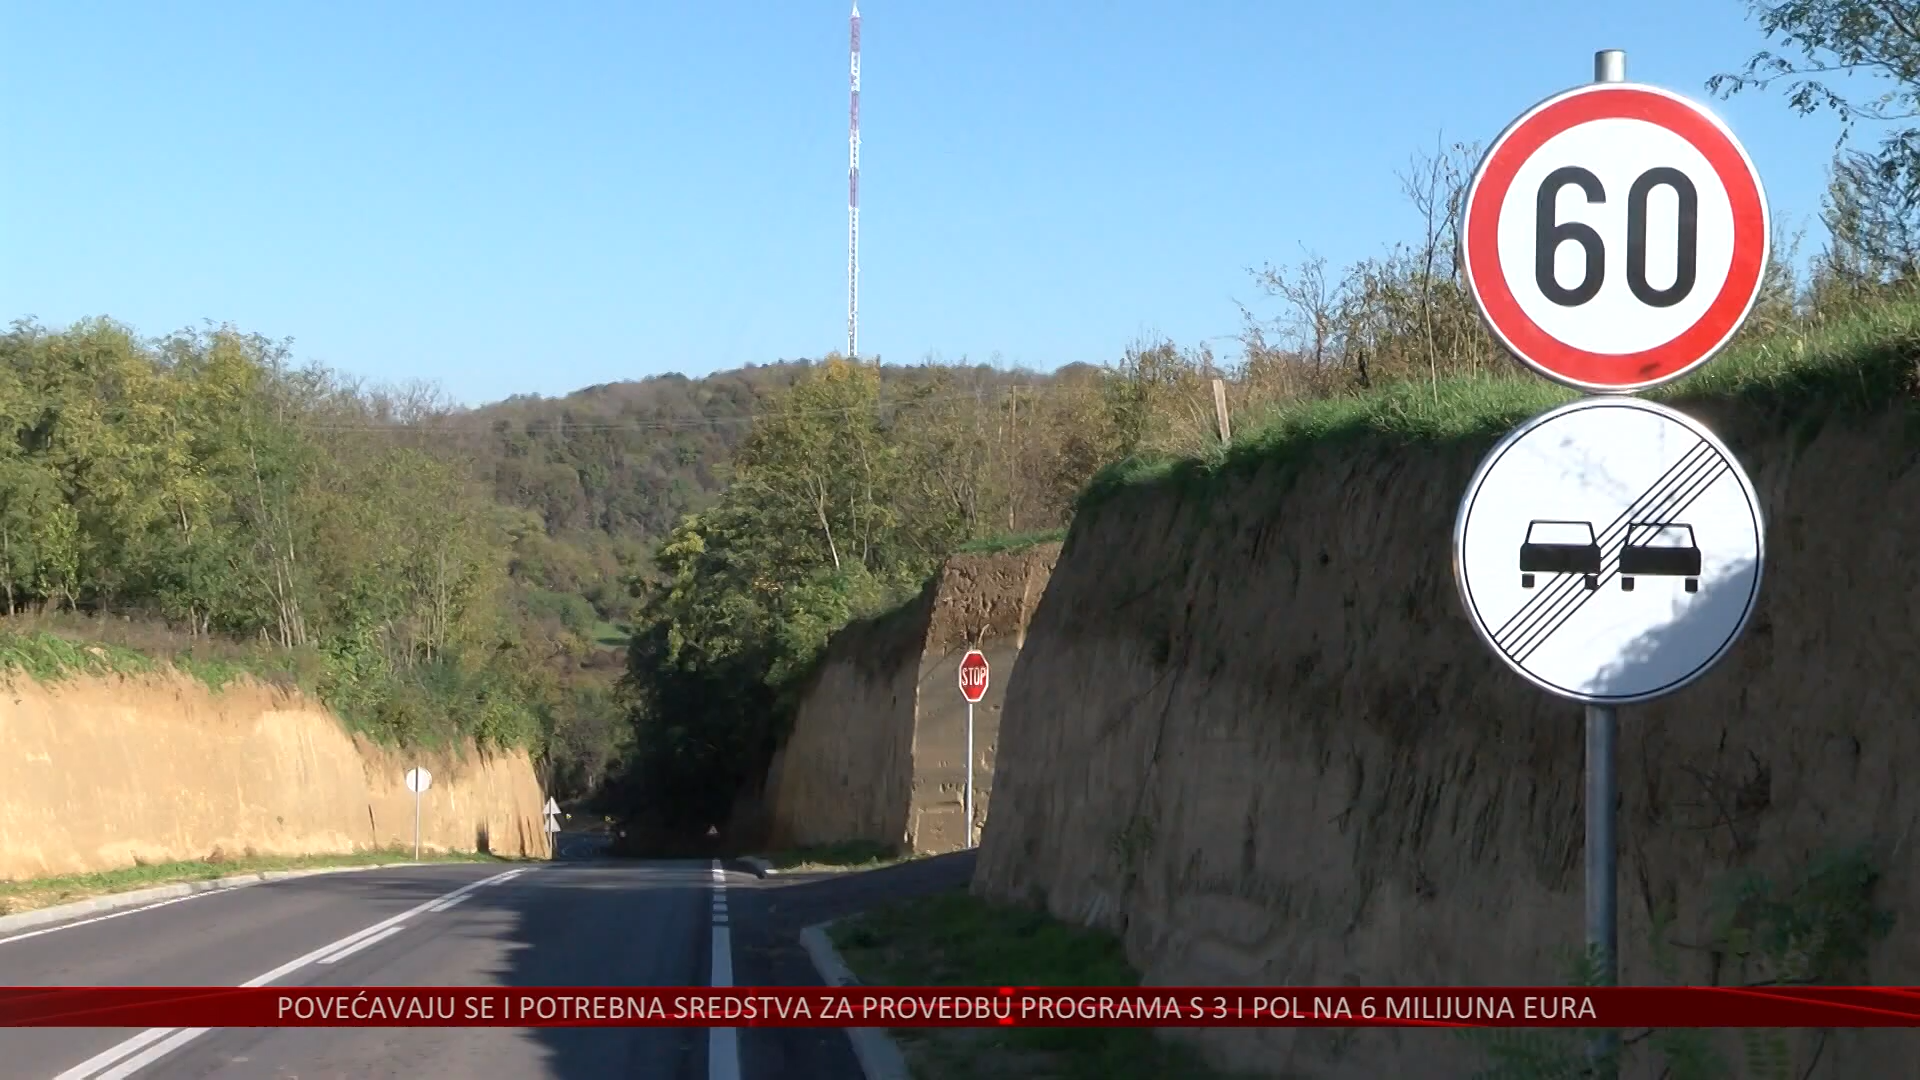 60
STOP
POVEĆAVAJU SE I POTREBNA SREDSTVA ZA PROVEDBU PROGRAMA S 3 I POL NA 6 MILIJUNA EURA